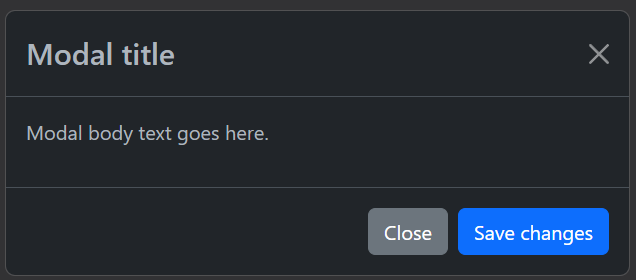 Modal title
Modal body text goes here.
Close
Save changes